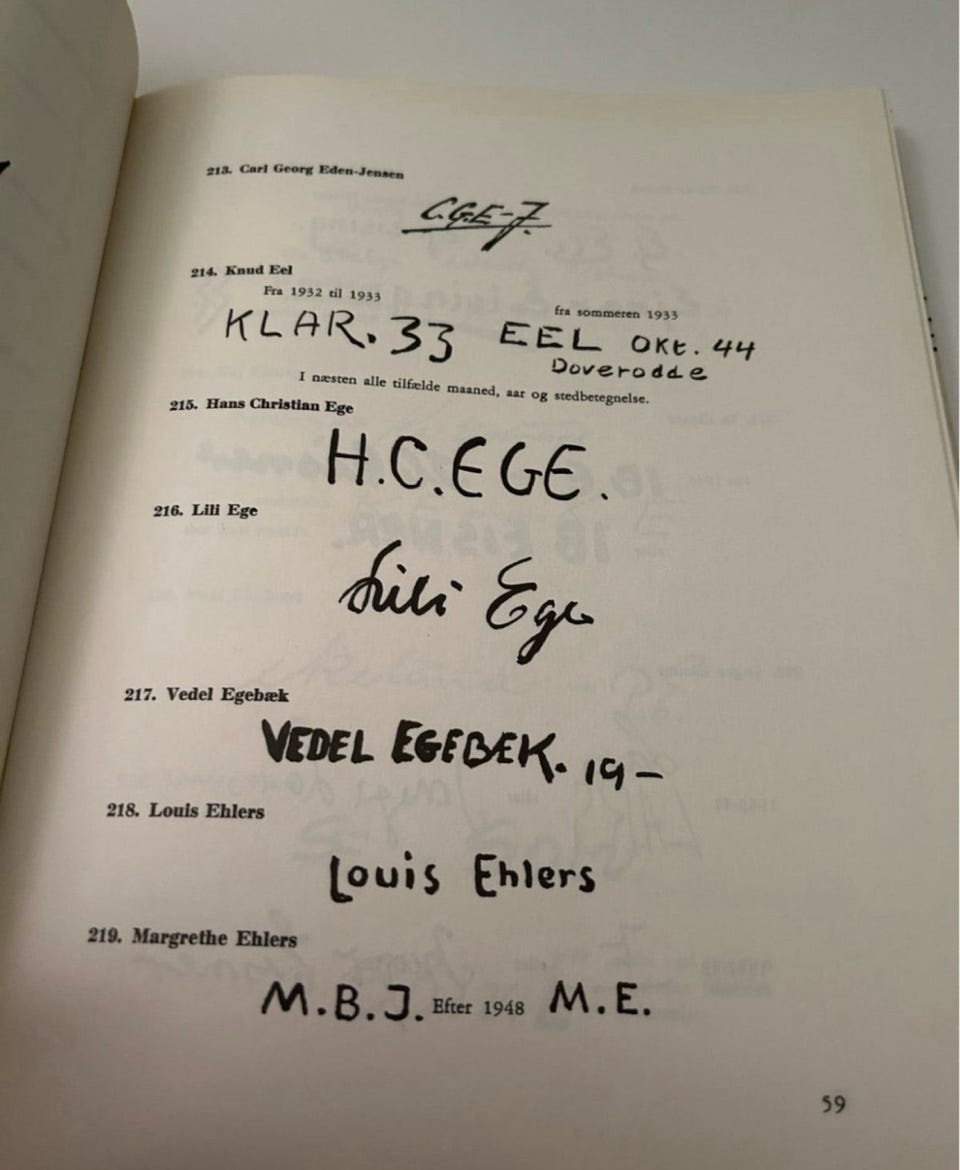 213. Carl Georg Eden-Jensen
C.G.E-J.
214. Knud Eel
Fra 1932 til 1933
fra sommeren 1933
KLAR. 33 EEL OKt. 44
Doverodde
I næsten alle tilfælde maaned, aar og stedbetegnelse.
215. Hans Christian Ege
H.C.EGE.
216. Lili Ege
Lili Ege
217. Vedel Egebæk
VEDEL EGEBÆK. 19–
218. Louis Ehlers
Louis Ehlers
219. Margrethe Ehlers
M.B.J. Efter 1948 M.E.
59